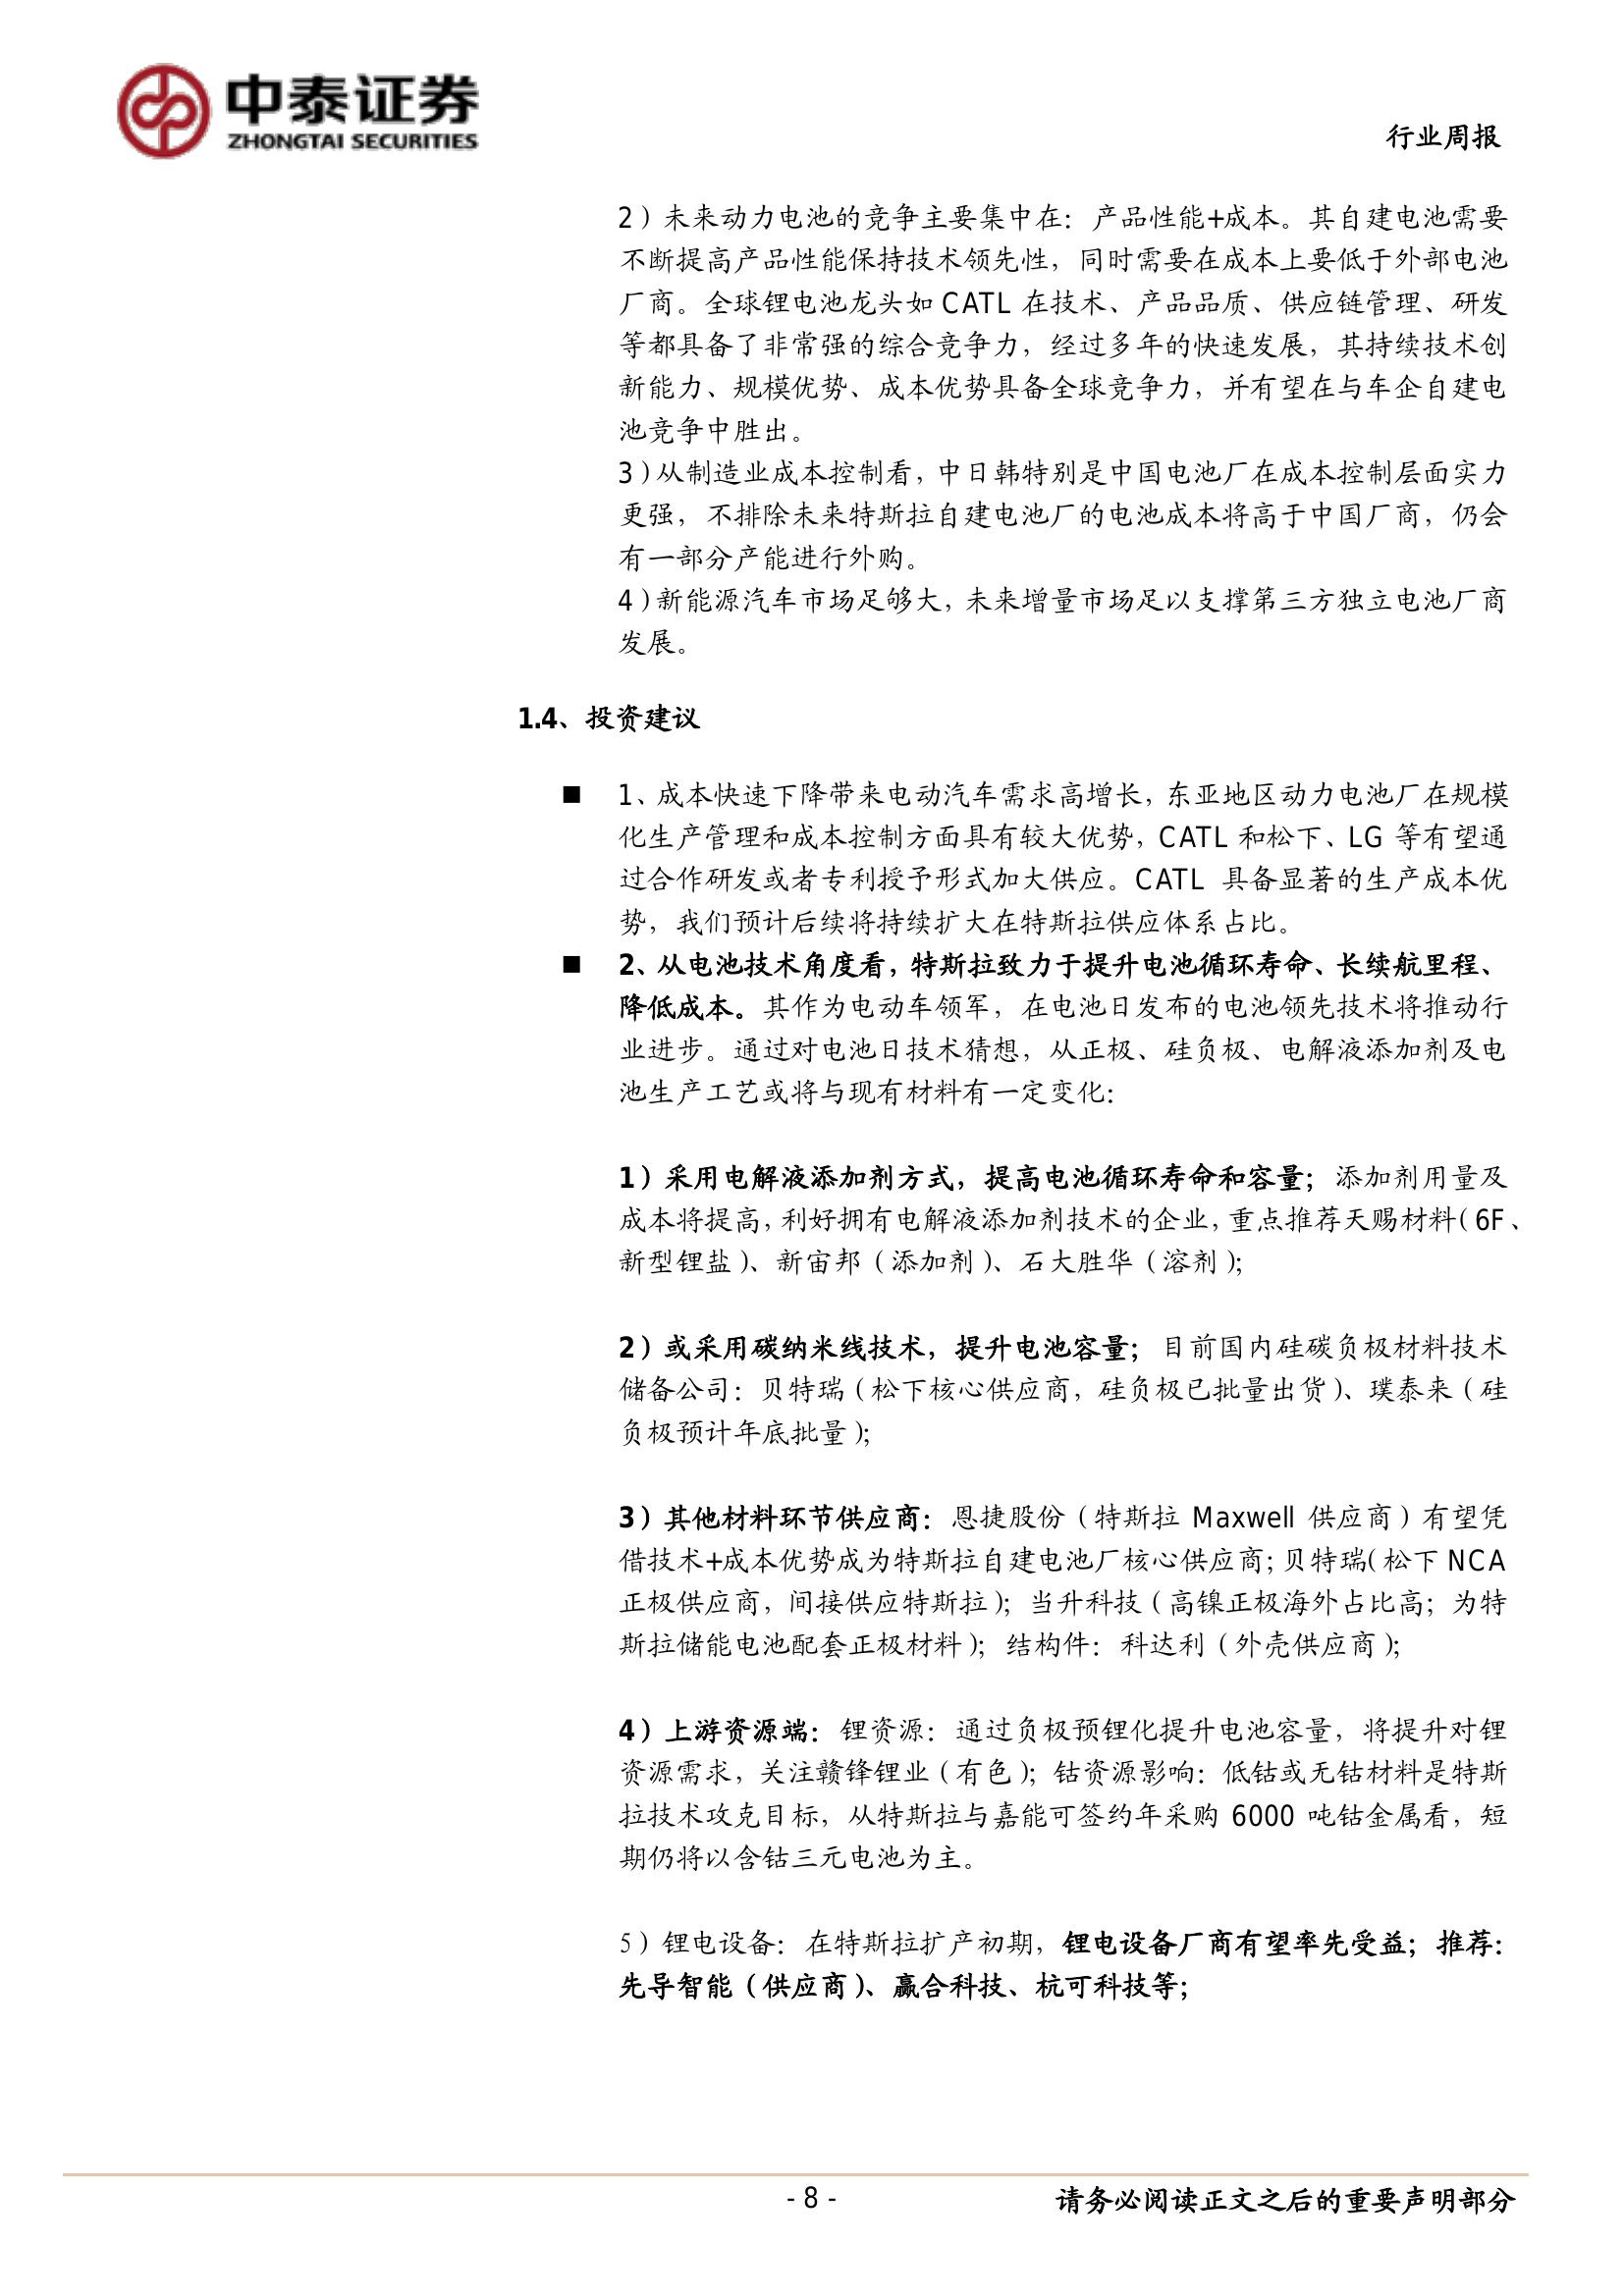 中泰证券
ZHONGTAI SECURITIES
行业周报
2）未来动力电池的竞争主要集中在：产品性能+成本。其自建电池需要
不断提高产品性能保持技术领先性，同时需要在成本上要低于外部电池
厂商。全球锂电池龙头如 CATL 在技术、产品品质、供应链管理、研发
等都具备了非常强的综合竞争力，经过多年的快速发展，其持续技术创
新能力、规模优势、成本优势具备全球竞争力，并有望在与车企自建电
池竞争中胜出。
3）从制造业成本控制看，中日韩特别是中国电池厂在成本控制层面实力
更强，不排除未来特斯拉自建电池厂的电池成本将高于中国厂商，仍会
有一部分产能进行外购。
4）新能源汽车市场足够大，未来增量市场足以支撑第三方独立电池厂商
发展。
1.4、投资建议
■ 1、成本快速下降带来电动汽车需求高增长，东亚地区动力电池厂在规模
化生产管理和成本控制方面具有较大优势，CATL 和松下、LG 等有望通
过合作研发或者专利授予形式加大供应。CATL 具备显著的生产成本优
势，我们预计后续将持续扩大在特斯拉供应体系占比。
■ 2、从电池技术角度看，特斯拉致力于提升电池循环寿命、长续航里程、
降低成本。其作为电动车领军，在电池日发布的电池领先技术将推动行
业进步。通过对电池日技术猜想，从正极、硅负极、电解液添加剂及电
池生产工艺或将与现有材料有一定变化：
1）采用电解液添加剂方式，提高电池循环寿命和容量；添加剂用量及
成本将提高，利好拥有电解液添加剂技术的企业，重点推荐天赐材料（6F、
新型锂盐）、新宙邦（添加剂）、石大胜华（溶剂）；
2）或采用碳纳米线技术，提升电池容量；目前国内硅碳负极材料技术
储备公司：贝特瑞（松下核心供应商，硅负极已批量出货）、璞泰来（硅
负极预计年底批量）；
3）其他材料环节供应商：恩捷股份（特斯拉 Maxwell 供应商）有望凭
借技术+成本优势成为特斯拉自建电池厂核心供应商；贝特瑞（松下 NCA
正极供应商，间接供应特斯拉）；当升科技（高镍正极海外占比高；为特
斯拉储能电池配套正极材料）；结构件：科达利（外壳供应商）；
4）上游资源端：锂资源：通过负极预锂化提升电池容量，将提升对锂
资源需求，关注赣锋锂业（有色）；钴资源影响：低钴或无钴材料是特斯
拉技术攻克目标，从特斯拉与嘉能可签约年采购 6000 吨钴金属看，短
期仍将以含钴三元电池为主。
5）锂电设备：在特斯拉扩产初期，锂电设备厂商有望率先受益；推荐：
先导智能（供应商）、赢合科技、杭可科技等；
- 8 -
请务必阅读正文之后的重要声明部分